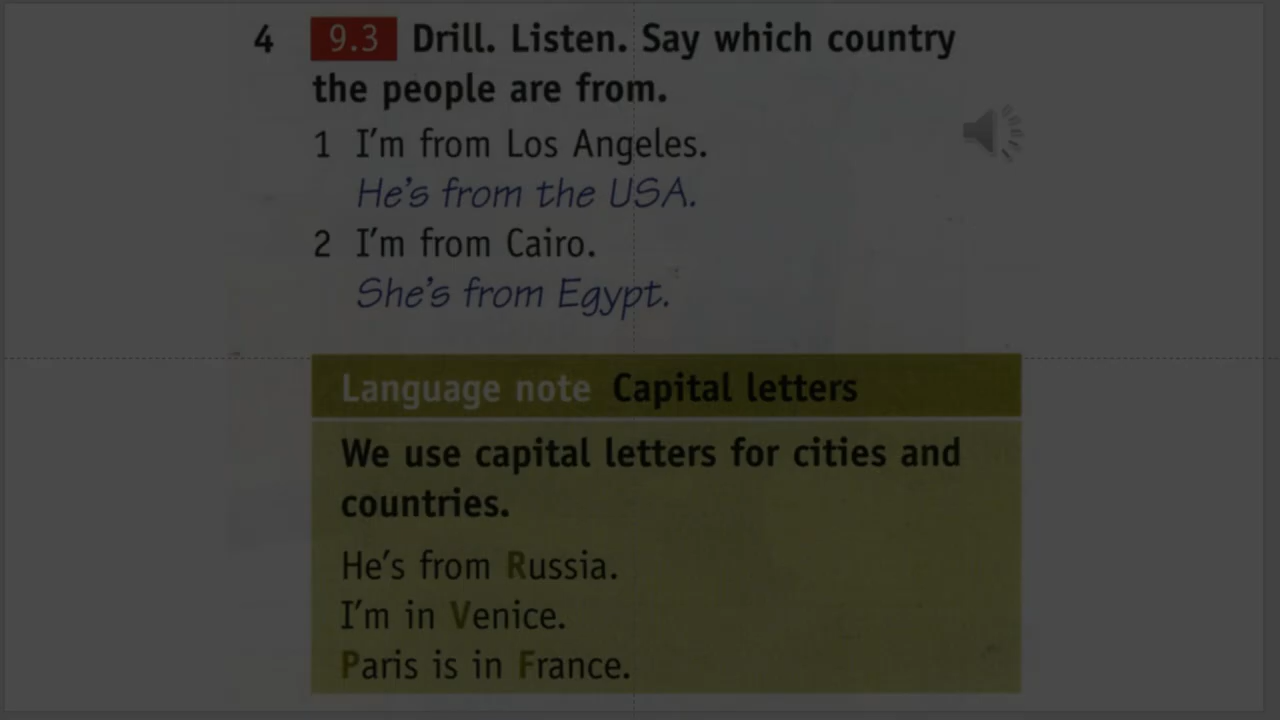 4 9.3 Drill. Listen. Say which country
the people are from.
1 I'm from Los Angeles.
He's from the USA.
2 I'm from Cairo.
She's from Egypt.
Language note Capital letters
We use capital letters for cities and
countries.
He's from Russia.
I'm in Venice.
Paris is in France.